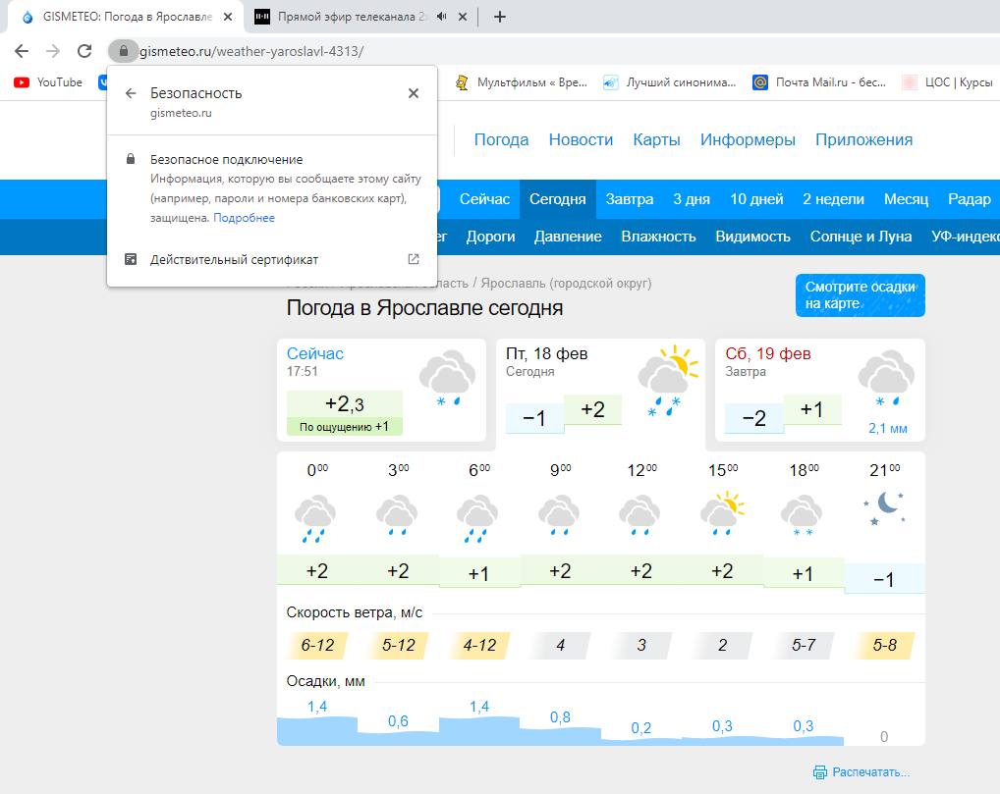 GISMETEO: Погода в Ярославле
Прямой эфир телеканала 2
gismeteo.ru/weather-yaroslavl-4313/
YouTube
Мультфильм « Вре...
Лучший синонима...
Почта Mail.ru - бес...
ЦОС | Курсы
Безопасность
gismeteo.ru
Безопасное подключение
Информация, которую вы сообщаете этому сайту
(например, пароли и номера банковских карт),
защищена. Подробнее
Действительный сертификат
Погода Новости Карты Информеры Приложения
Сейчас Сегодня Завтра 3 дня 10 дней 2 недели Месяц Радар
Дороги Давление Влажность Видимость Солнце и Луна УФ-индекс
/ Ярославль (городской округ)
Погода в Ярославле сегодня
Смотрите осадки
на карте
Сейчас
17:51
+2,3
По ощущению +1
Пт, 18 фев
Сегодня
−1 +2
Сб, 19 фев
Завтра
−2 +1
2,1 мм
0⁰⁰ 3⁰⁰ 6⁰⁰ 9⁰⁰ 12⁰⁰ 15⁰⁰ 18⁰⁰ 21⁰⁰
+2 +2 +1 +2 +2 +2 +1 −1
Скорость ветра, м/с
6-12 5-12 4-12 4 3 2 5-7 5-8
Осадки, мм
1,4 0,6 1,4 0,8 0,2 0,3 0,3 0
Распечатать...